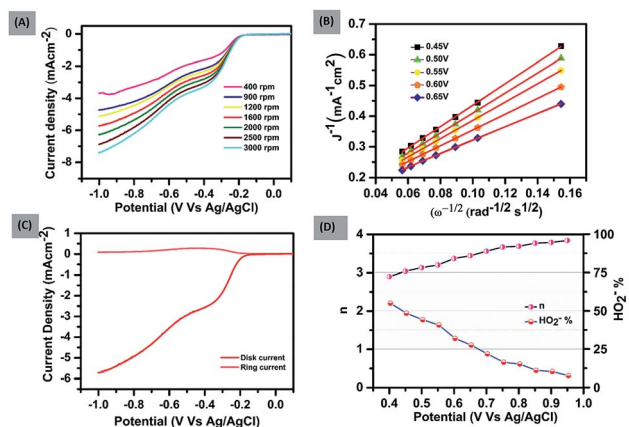 (A)
Current density (mAcm-2)
0
-2
-4
-6
-8
400 rpm
900 rpm
1200 rpm
1600 rpm
2000 rpm
2500 rpm
3000 rpm
-1.0 -0.8 -0.6 -0.4 -0.2 0.0
Potential (V Vs Ag/AgCl)
(B)
J-1(mA-1cm2)
0.7
0.6
0.5
0.4
0.3
0.2
0.45V
0.50V
0.55V
0.60V
0.65V
0.04 0.06 0.08 0.10 0.12 0.14 0.16
(ω-1/2 (rad-1/2 s1/2)
(C)
Current Density (mAcm-2)
1
0
-1
-2
-3
-4
-5
-6
Disk current
Ring current
-1.0 -0.8 -0.6 -0.4 -0.2 0.0
Potential (V Vs Ag/AgCl)
(D)
n
4
3
2
1
0
n
HO2- %
100
75
50
25
0
HO2- %
0.4 0.5 0.6 0.7 0.8 0.9 1.0
Potential (V Vs Ag/AgCl)